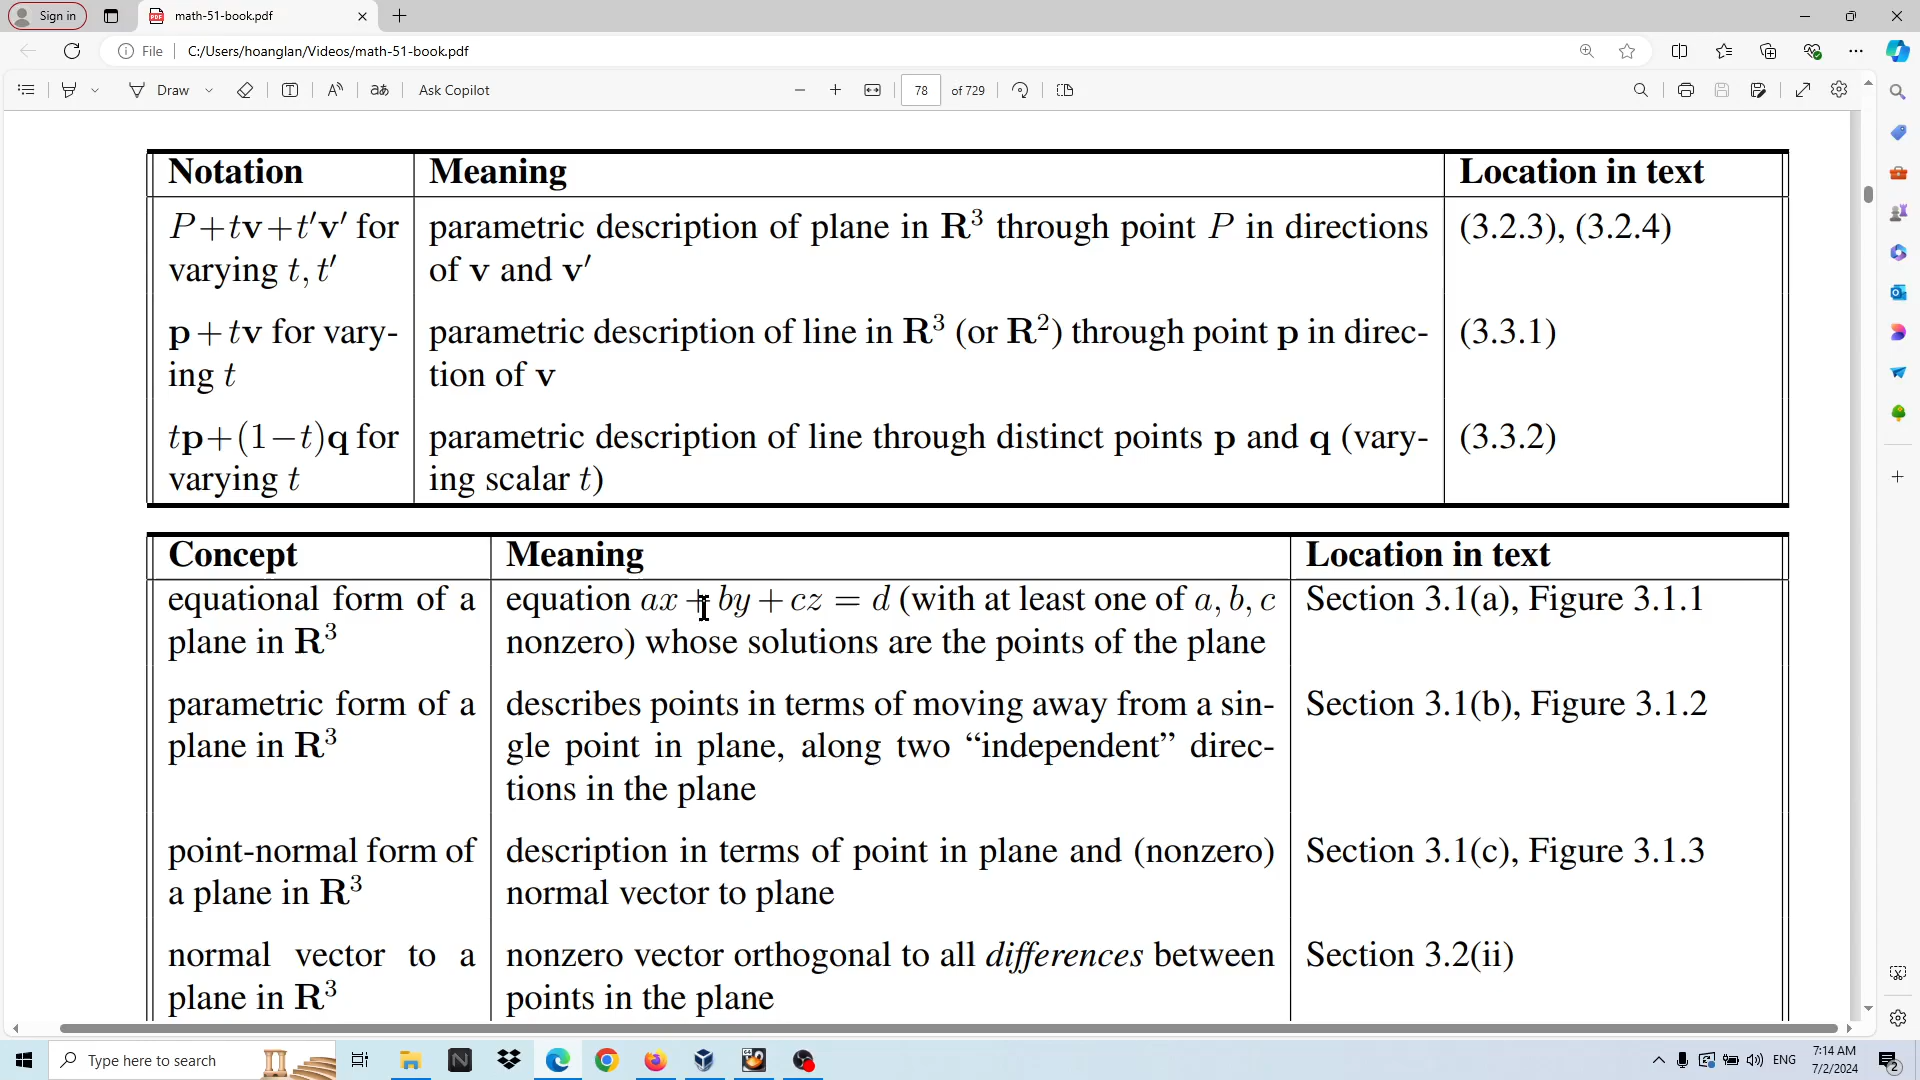 Sign in
math-51-book.pdf
File
C:/Users/hoanglan/Videos/math-51-book.pdf
Draw
Ask Copilot
78
of 729
Notation Meaning Location in text
P+tv+t′v′ for parametric description of plane in R³ through point P in directions (3.2.3), (3.2.4)
varying t, t′ of v and v′
p + tv for vary- parametric description of line in R³ (or R²) through point p in direc- (3.3.1)
ing t tion of v
tp+(1−t)q for parametric description of line through distinct points p and q (vary- (3.3.2)
varying t ing scalar t)
Concept Meaning Location in text
equational form of a equation ax + by + cz = d (with at least one of a, b, c Section 3.1(a), Figure 3.1.1
plane in R³ nonzero) whose solutions are the points of the plane
parametric form of a describes points in terms of moving away from a sin- Section 3.1(b), Figure 3.1.2
plane in R³ gle point in plane, along two “independent” direc-
tions in the plane
point-normal form of description in terms of point in plane and (nonzero) Section 3.1(c), Figure 3.1.3
a plane in R³ normal vector to plane
normal vector to a nonzero vector orthogonal to all differences between Section 3.2(ii)
plane in R³ points in the plane
Type here to search
ENG
7:14 AM
7/2/2024
2